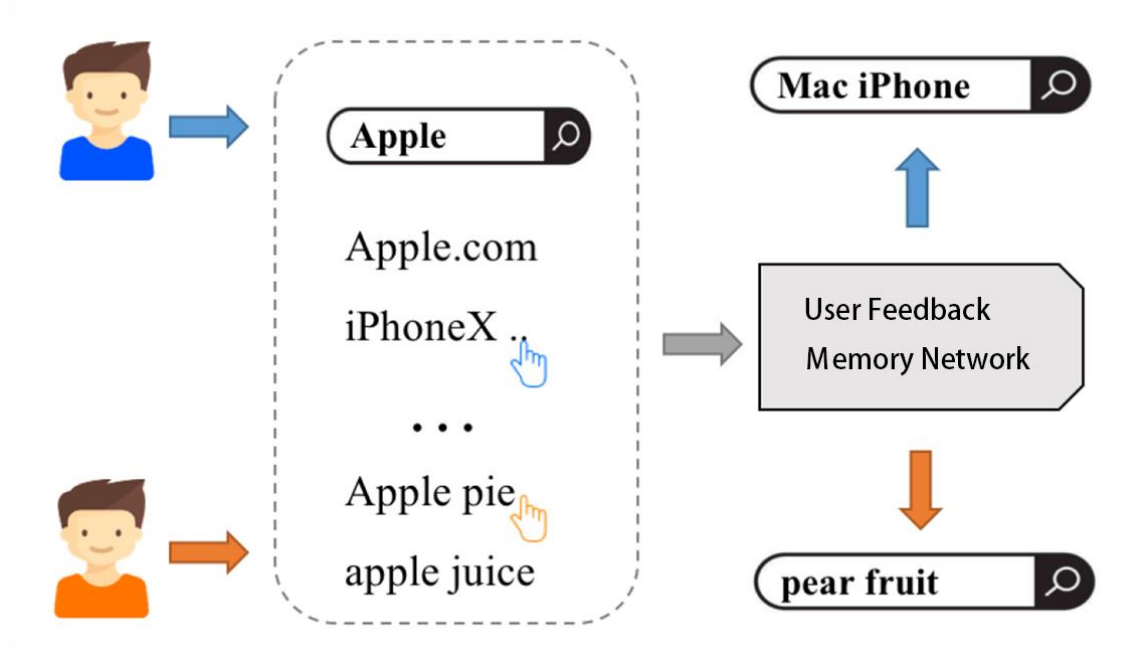 Apple
Apple.com
iPhoneX ..
...
Apple pie
apple juice
User Feedback
Memory Network
Mac iPhone
pear fruit